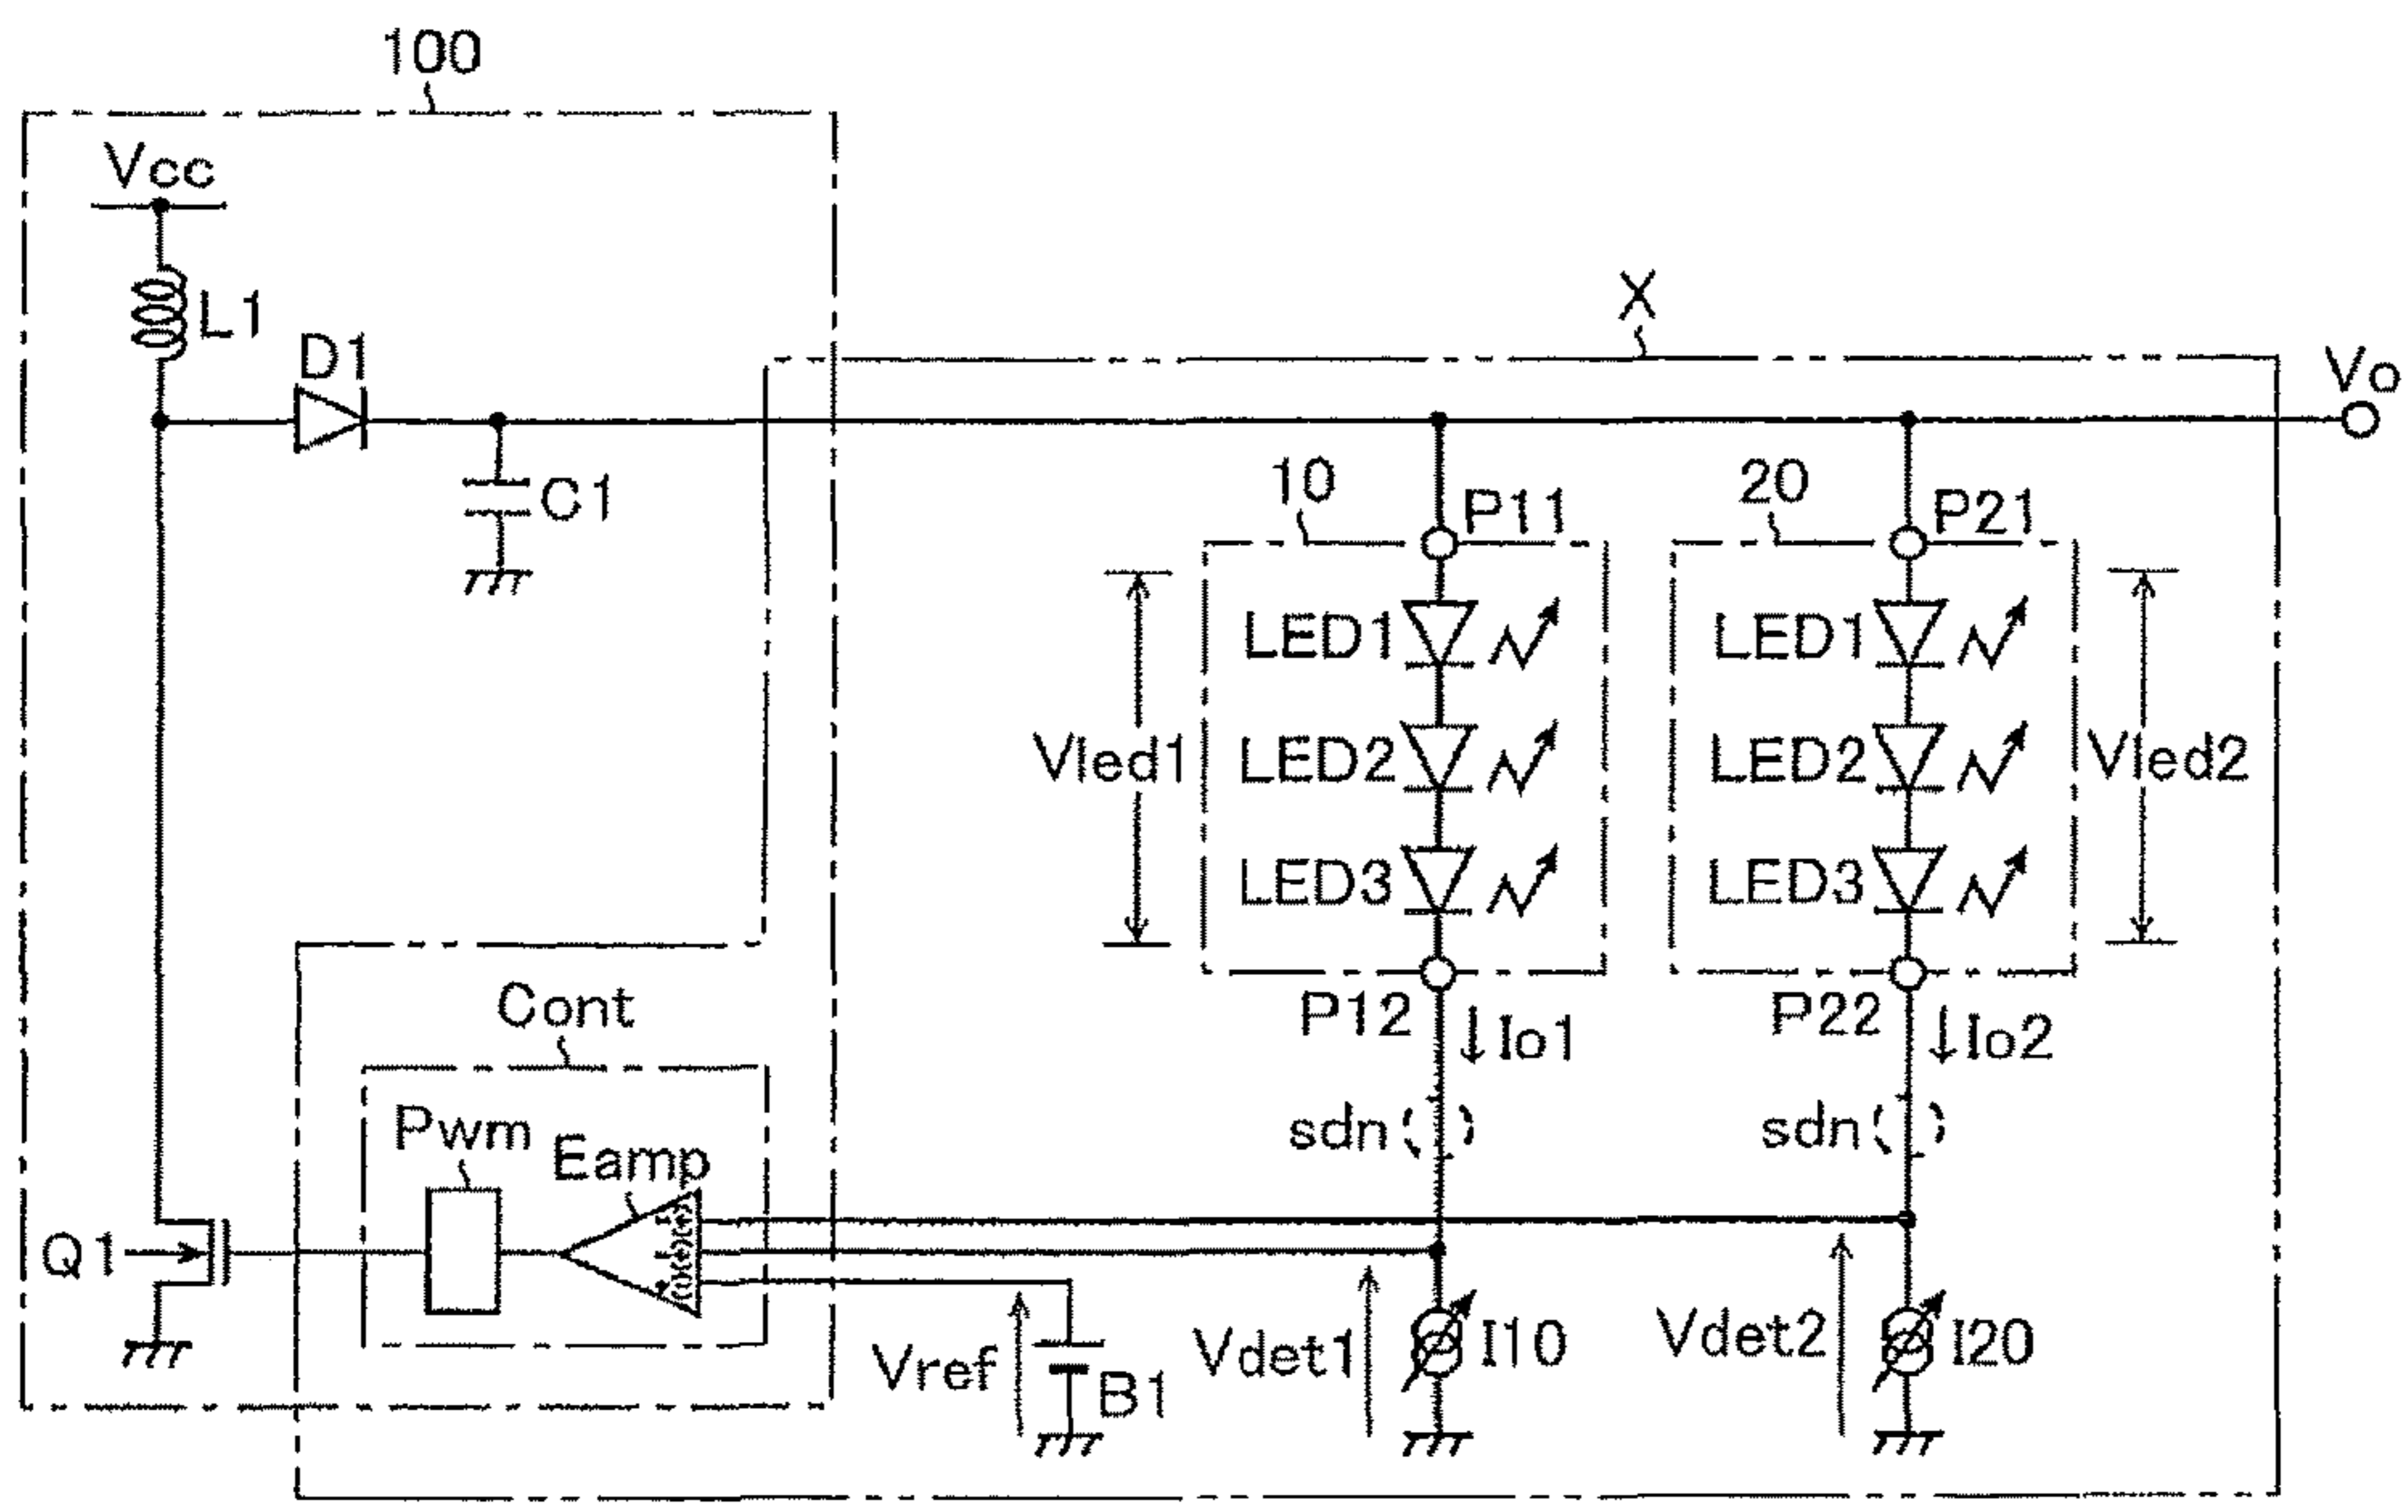 100
Vcc
L1
D1
C1
X
Vo
10
P11
20
P21
LED1
LED1
Vled1
LED2
LED2
Vled2
LED3
LED3
P12
Io1
P22
Io2
Cont
Pwm
Eamp
sdn
sdn
Q1
Vref
B1
Vdet1
I10
Vdet2
I20